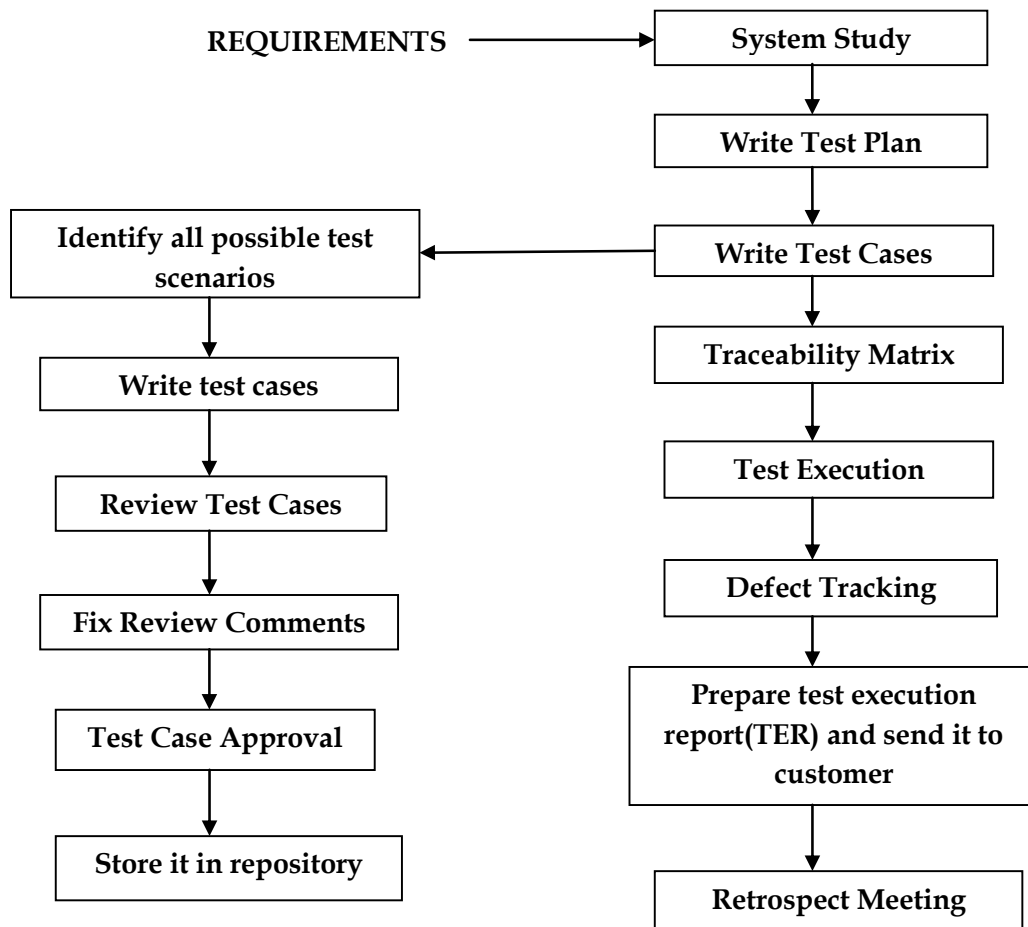 REQUIREMENTS
System Study
Write Test Plan
Identify all possible test
scenarios
Write Test Cases
Traceability Matrix
Write test cases
Test Execution
Review Test Cases
Defect Tracking
Fix Review Comments
Prepare test execution
report(TER) and send it to
customer
Test Case Approval
Store it in repository
Retrospect Meeting